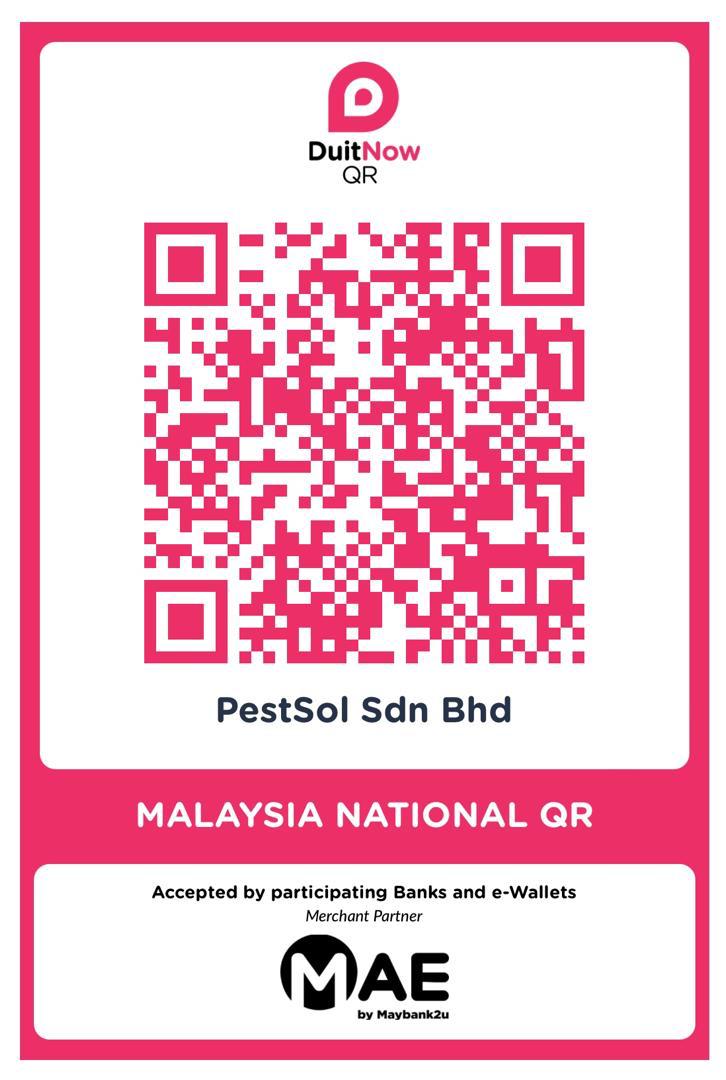 DuitNow
QR
PestSol Sdn Bhd
MALAYSIA NATIONAL QR
Accepted by participating Banks and e-Wallets
Merchant Partner
MAE
by Maybank2u